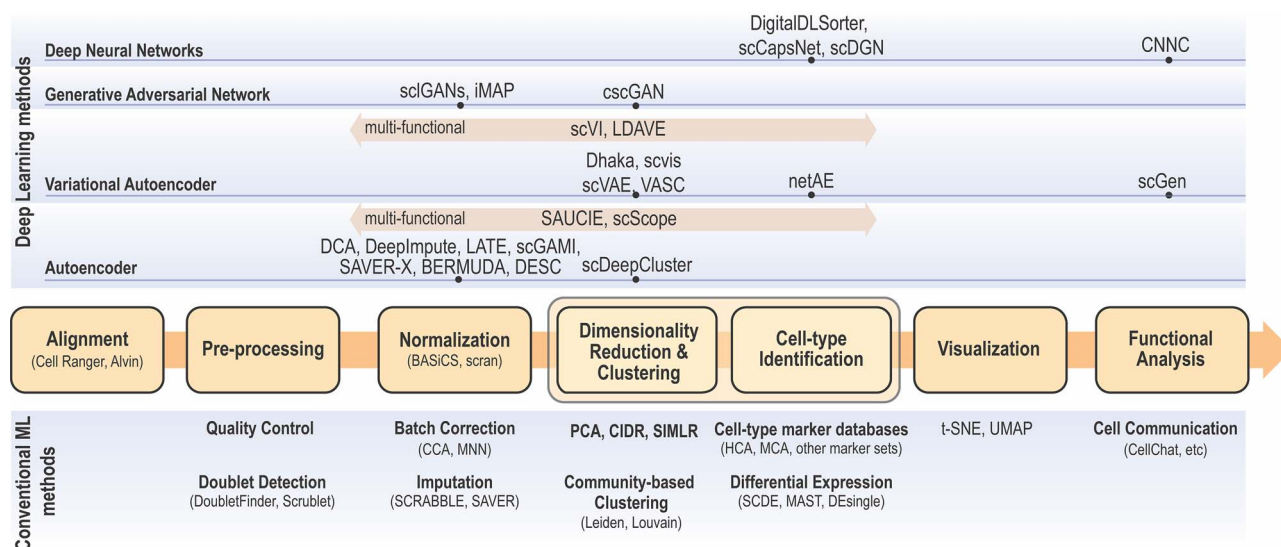 Deep Learning methods
DigitalDLSorter,
scCapsNet, scDGN
CNNC
Deep Neural Networks
scIGANs, iMAP
cscGAN
Generative Adversarial Network
multi-functional
scVI, LDAVE
Dhaka, scvis
scVAE, VASC
netAE
scGen
Variational Autoencoder
multi-functional
SAUCIE, scScope
DCA, DeepImpute, LATE, scGAMI,
SAVER-X, BERMUDA, DESC
scDeepCluster
Autoencoder
Alignment
(Cell Ranger, Alvin)
Pre-processing
Normalization
(BASiCS, scran)
Dimensionality
Reduction &
Clustering
Cell-type
Identification
Visualization
Functional
Analysis
Conventional ML
methods
Quality Control
Doublet Detection
(DoubletFinder, Scrublet)
Batch Correction
(CCA, MNN)
Imputation
(SCRABBLE, SAVER)
PCA, CIDR, SIMLR
Community-based
Clustering
(Leiden, Louvain)
Cell-type marker databases
(HCA, MCA, other marker sets)
Differential Expression
(SCDE, MAST, DEsingle)
t-SNE, UMAP
Cell Communication
(CellChat, etc)